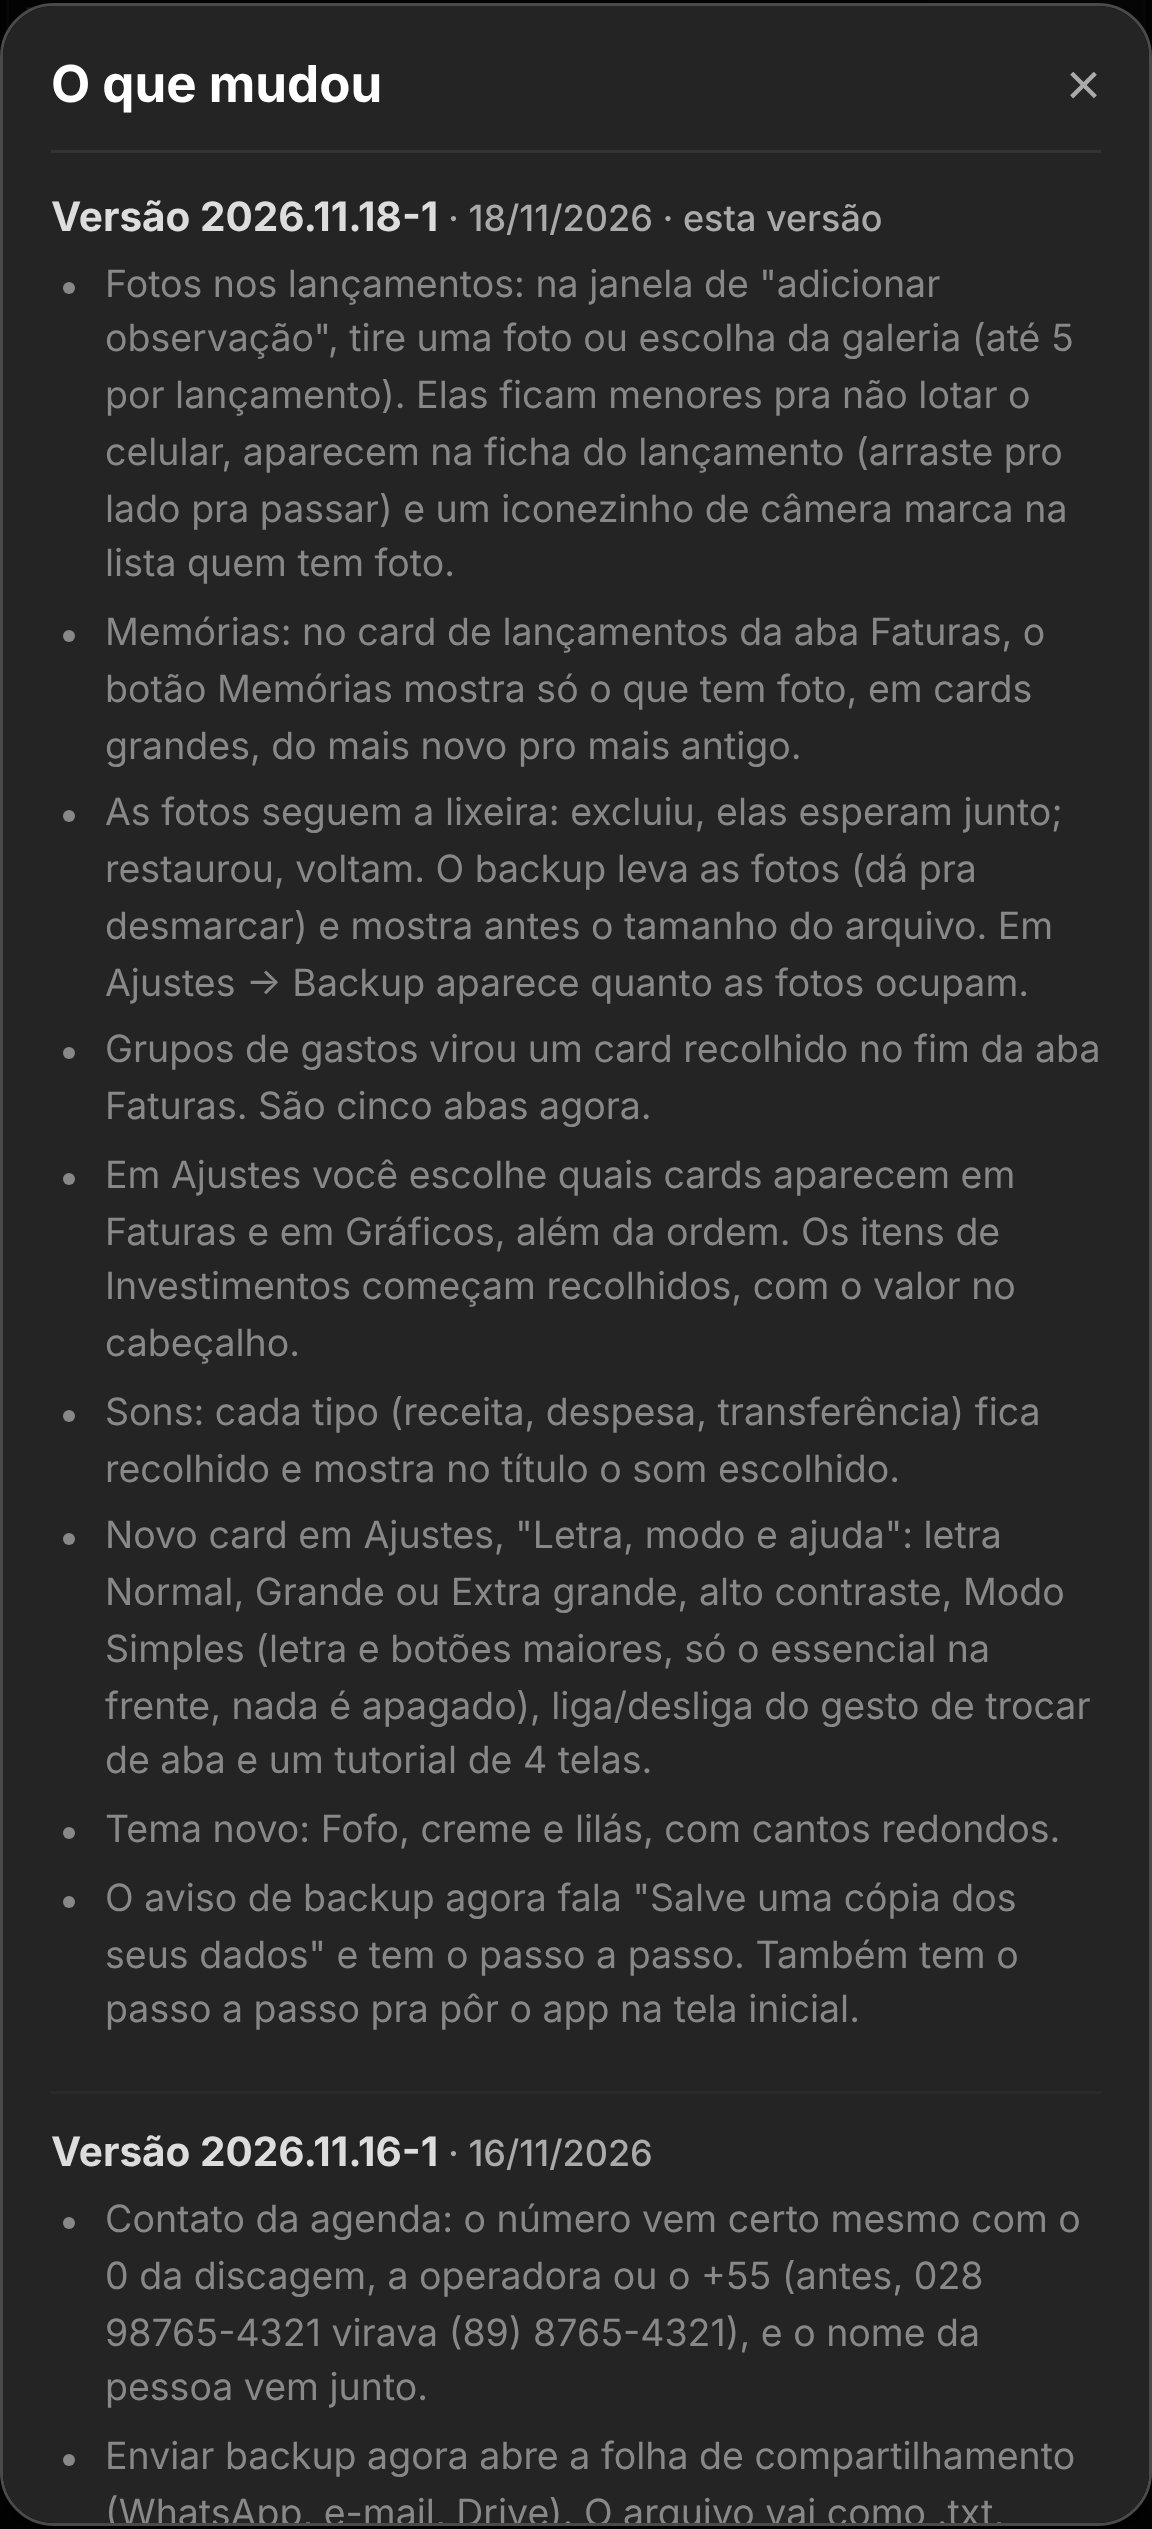 O que mudou ×
Versão 2026.11.18-1 · 18/11/2026 · esta versão
• Fotos nos lançamentos: na janela de "adicionar
observação", tire uma foto ou escolha da galeria (até 5
por lançamento). Elas ficam menores pra não lotar o
celular, aparecem na ficha do lançamento (arraste pro
lado pra passar) e um iconezinho de câmera marca na
lista quem tem foto.
• Memórias: no card de lançamentos da aba Faturas, o
botão Memórias mostra só o que tem foto, em cards
grandes, do mais novo pro mais antigo.
• As fotos seguem a lixeira: excluiu, elas esperam junto;
restaurou, voltam. O backup leva as fotos (dá pra
desmarcar) e mostra antes o tamanho do arquivo. Em
Ajustes → Backup aparece quanto as fotos ocupam.
• Grupos de gastos virou um card recolhido no fim da aba
Faturas. São cinco abas agora.
• Em Ajustes você escolhe quais cards aparecem em
Faturas e em Gráficos, além da ordem. Os itens de
Investimentos começam recolhidos, com o valor no
cabeçalho.
• Sons: cada tipo (receita, despesa, transferência) fica
recolhido e mostra no título o som escolhido.
• Novo card em Ajustes, "Letra, modo e ajuda": letra
Normal, Grande ou Extra grande, alto contraste, Modo
Simples (letra e botões maiores, só o essencial na
frente, nada é apagado), liga/desliga do gesto de trocar
de aba e um tutorial de 4 telas.
• Tema novo: Fofo, creme e lilás, com cantos redondos.
• O aviso de backup agora fala "Salve uma cópia dos
seus dados" e tem o passo a passo. Também tem o
passo a passo pra pôr o app na tela inicial.
Versão 2026.11.16-1 · 16/11/2026
• Contato da agenda: o número vem certo mesmo com o
0 da discagem, a operadora ou o +55 (antes, 028
98765-4321 virava (89) 8765-4321), e o nome da
pessoa vem junto.
• Enviar backup agora abre a folha de compartilhamento
(WhatsApp, e-mail, Drive). O arquivo vai como .txt,